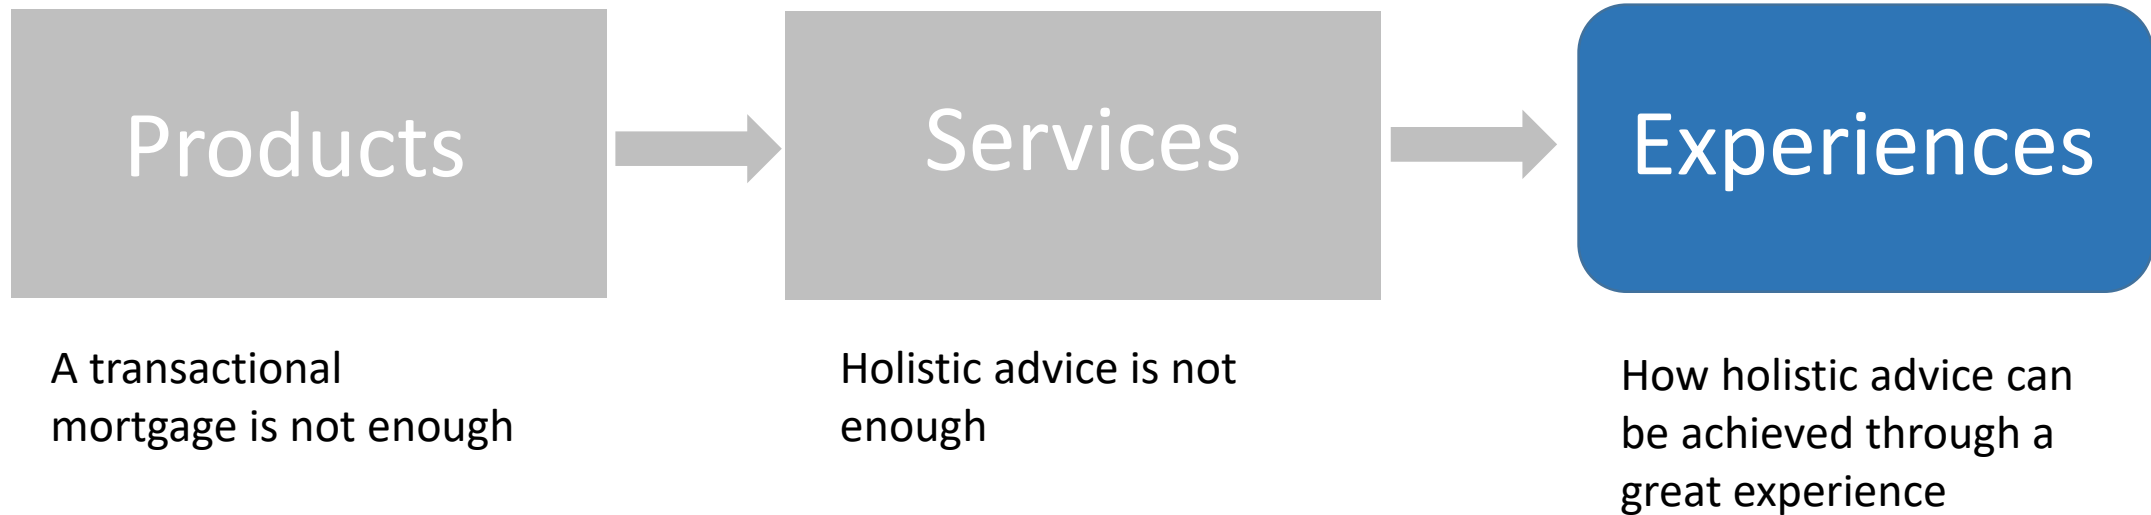 Products
Services
Experiences
A transactional
mortgage is not enough
Holistic advice is not
enough
How holistic advice can
be achieved through a
great experience